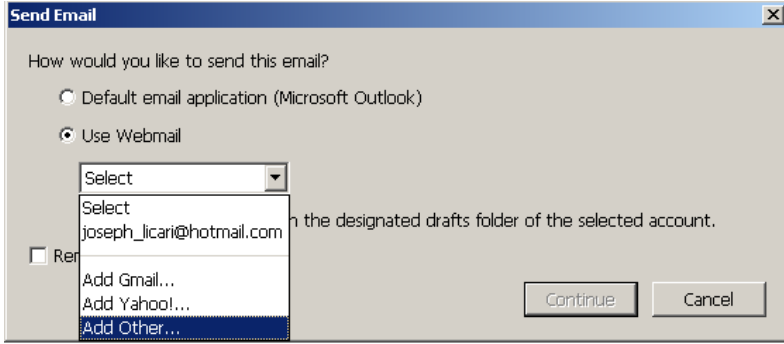 Send Email
How would you like to send this email?
Default email application (Microsoft Outlook)
Use Webmail
Select
Select
joseph_licari@hotmail.com
the designated drafts folder of the selected account.
Add Gmail...
Add Yahoo!...
Add Other...
Continue
Cancel